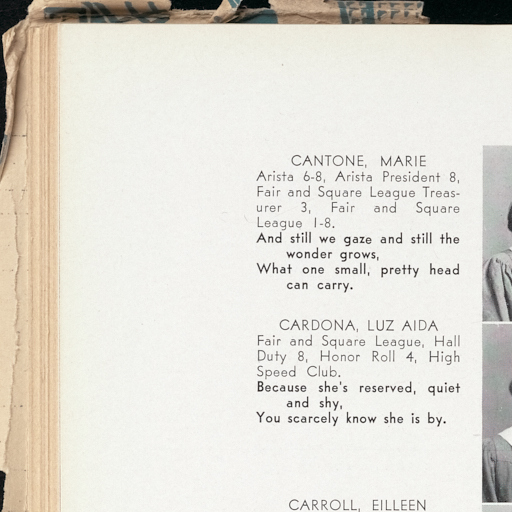 CANTONE, MARIE
Arista 6-8, Arista President 8,
Fair and Square League Treas-
urer 3, Fair and Square
League 1-8.
And still we gaze and still the
wonder grows,
What one small, pretty head
can carry.
CARDONA, LUZ AIDA
Fair and Square League, Hall
Duty 8, Honor Roll 4, High
Speed Club.
Because she's reserved, quiet
and shy,
You scarcely know she is by.
CARROLL, EILLEEN